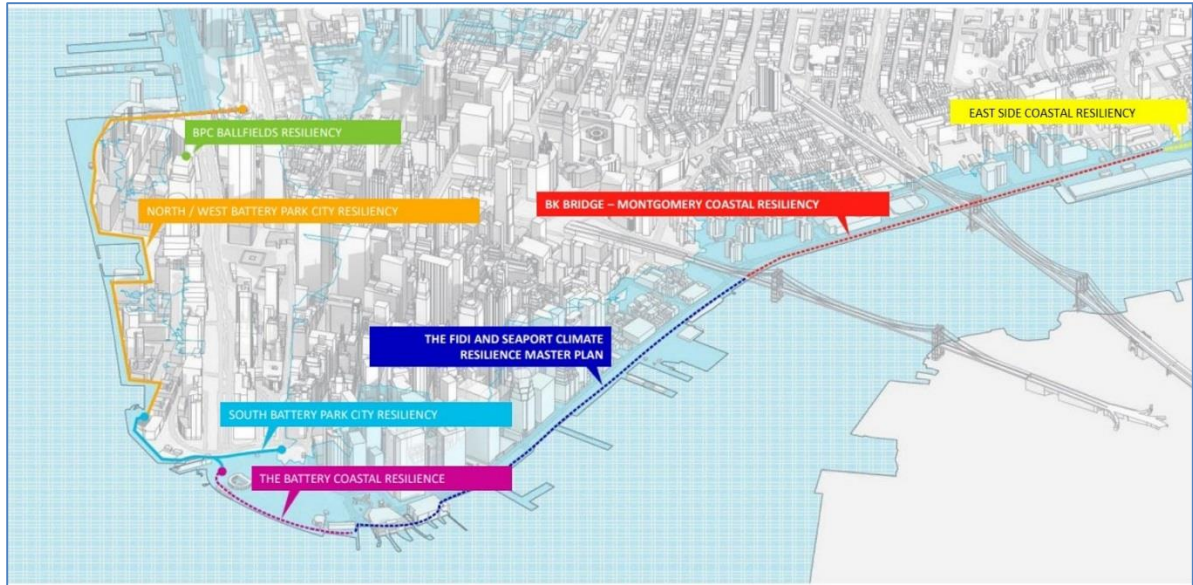 EAST SIDE COASTAL RESILIENCY
BPC BALLFIELDS RESILIENCY
BK BRIDGE – MONTGOMERY COASTAL RESILIENCY
NORTH / WEST BATTERY PARK CITY RESILIENCY
THE FIDI AND SEAPORT CLIMATE
RESILIENCE MASTER PLAN
SOUTH BATTERY PARK CITY RESILIENCY
THE BATTERY COASTAL RESILIENCE